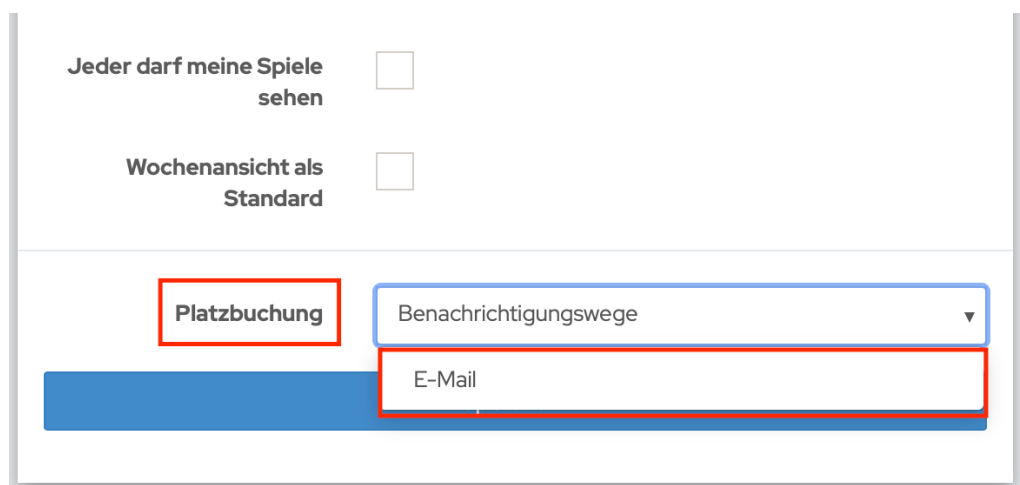 Jeder darf meine Spiele
sehen
Wochenansicht als
Standard
Platzbuchung
Benachrichtigungswege
E-Mail